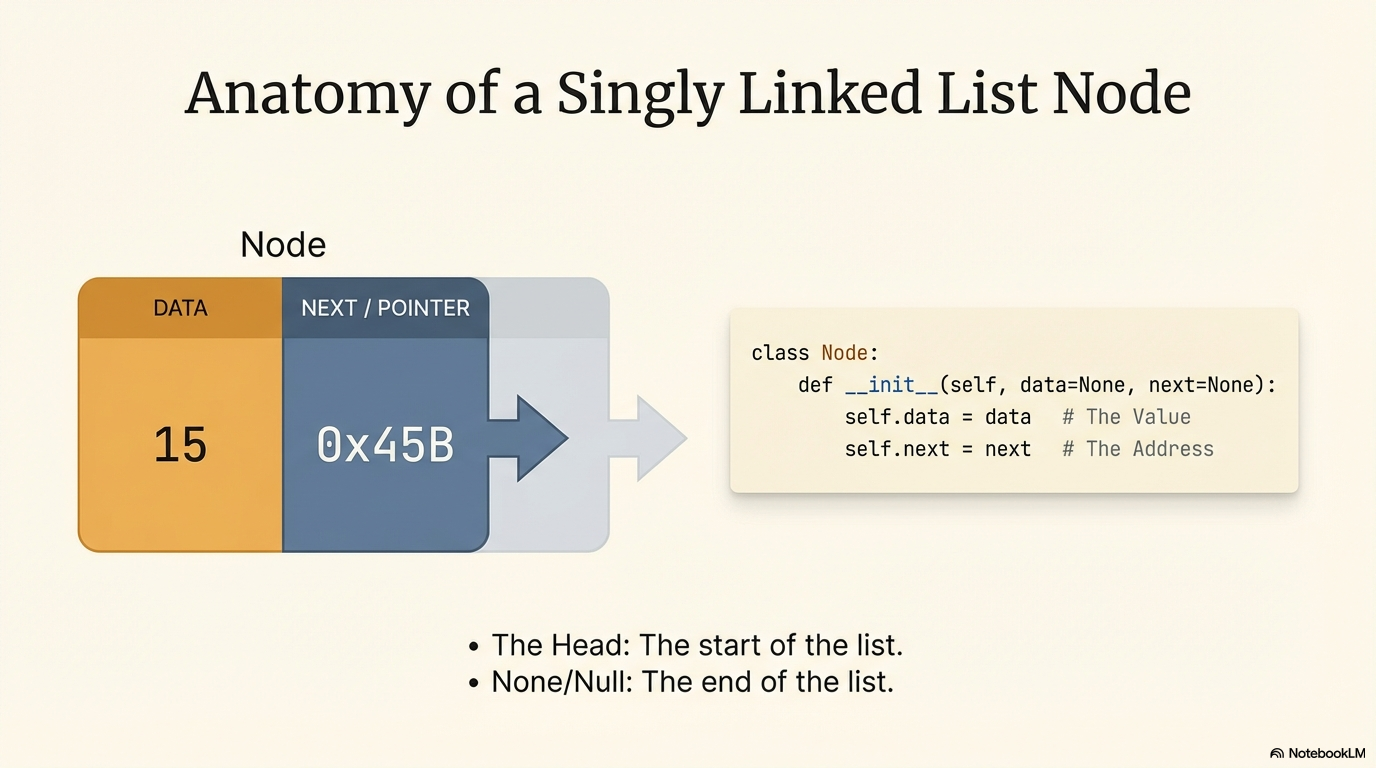 Anatomy of a Singly Linked List Node
Node
DATA
NEXT / POINTER
15
0x45B
class Node:
    def __init__(self, data=None, next=None):
        self.data = data  # The Value
        self.next = next  # The Address
• The Head: The start of the list.
• None/Null: The end of the list.
NotebookLM